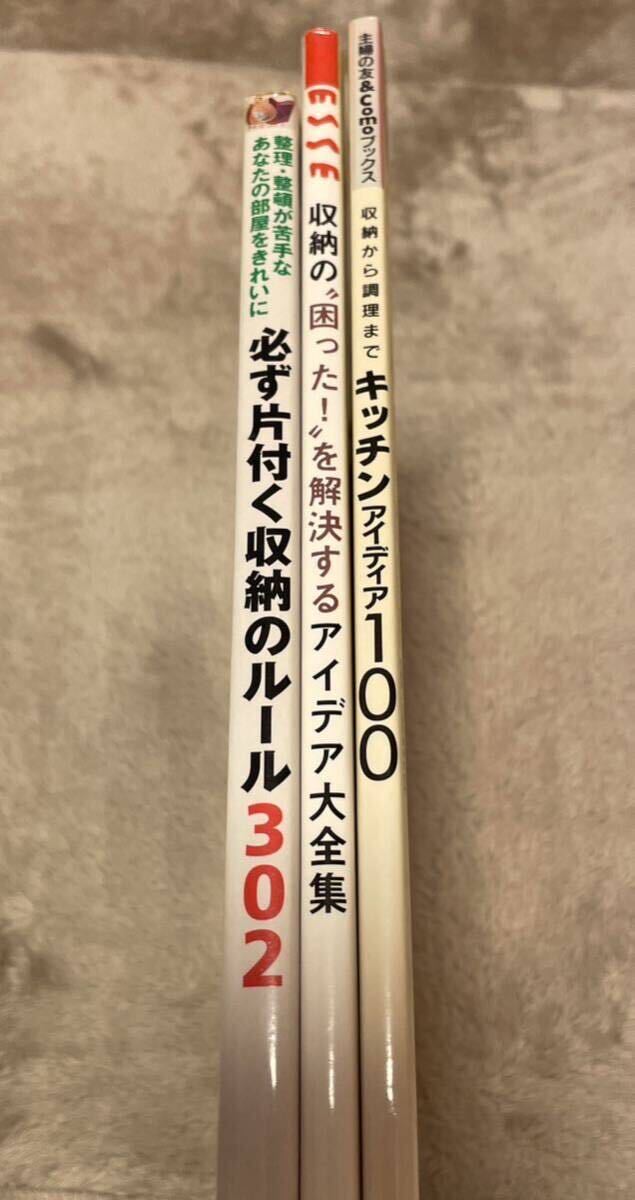 整理・整頓が苦手な
あなたの部屋をきれいに
必ず片付く収納のルール302
ESSE
収納の〝困った！〟を解決するアイデア大全集
主婦の友&Comoブックス
収納から調理まで
キッチンアイディア100